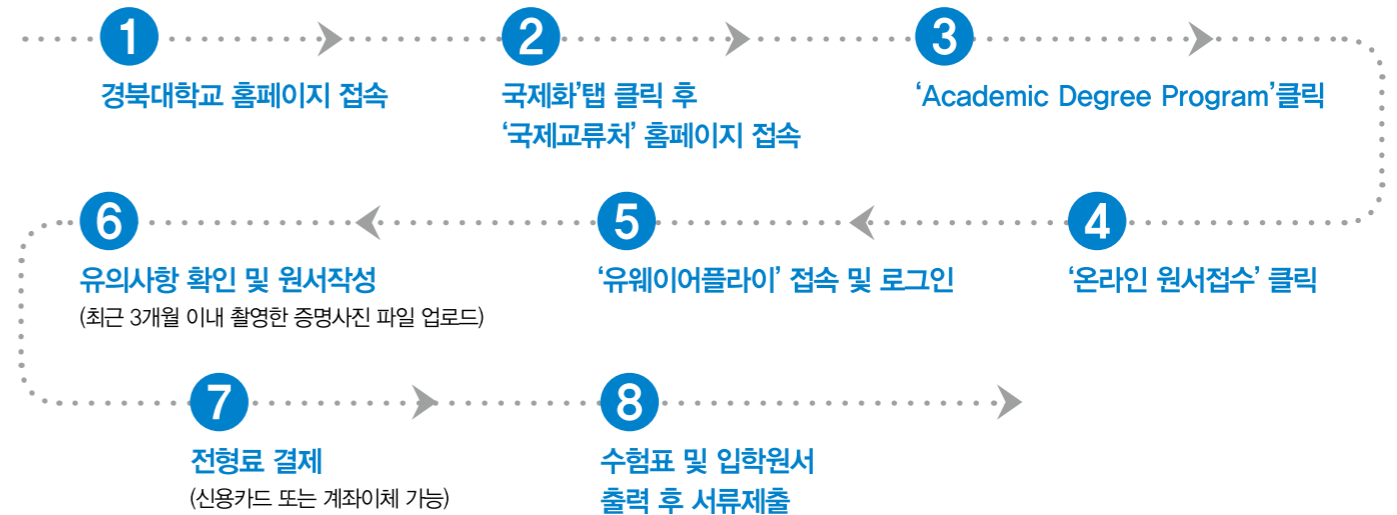 1
경북대학교 홈페이지 접속
2
국제화’탭 클릭 후
‘국제교류처’ 홈페이지 접속
3
‘Academic Degree Program’클릭
4
‘온라인 원서접수’ 클릭
5
‘유웨이어플라이’ 접속 및 로그인
6
유의사항 확인 및 원서작성
(최근 3개월 이내 촬영한 증명사진 파일 업로드)
7
전형료 결제
(신용카드 또는 계좌이체 가능)
8
수험표 및 입학원서
출력 후 서류제출